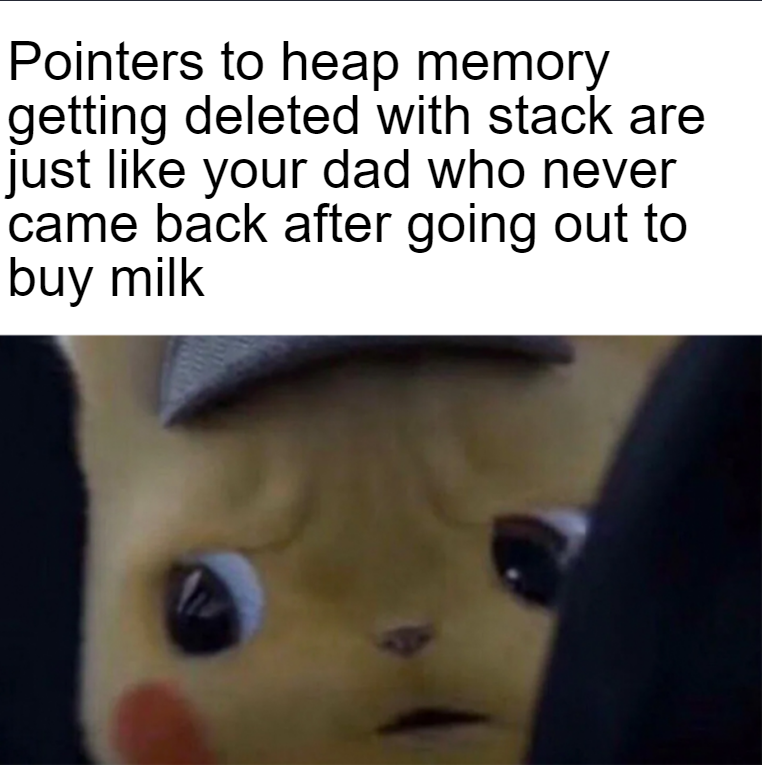 Pointers to heap memory
getting deleted with stack are
just like your dad who never
came back after going out to
buy milk